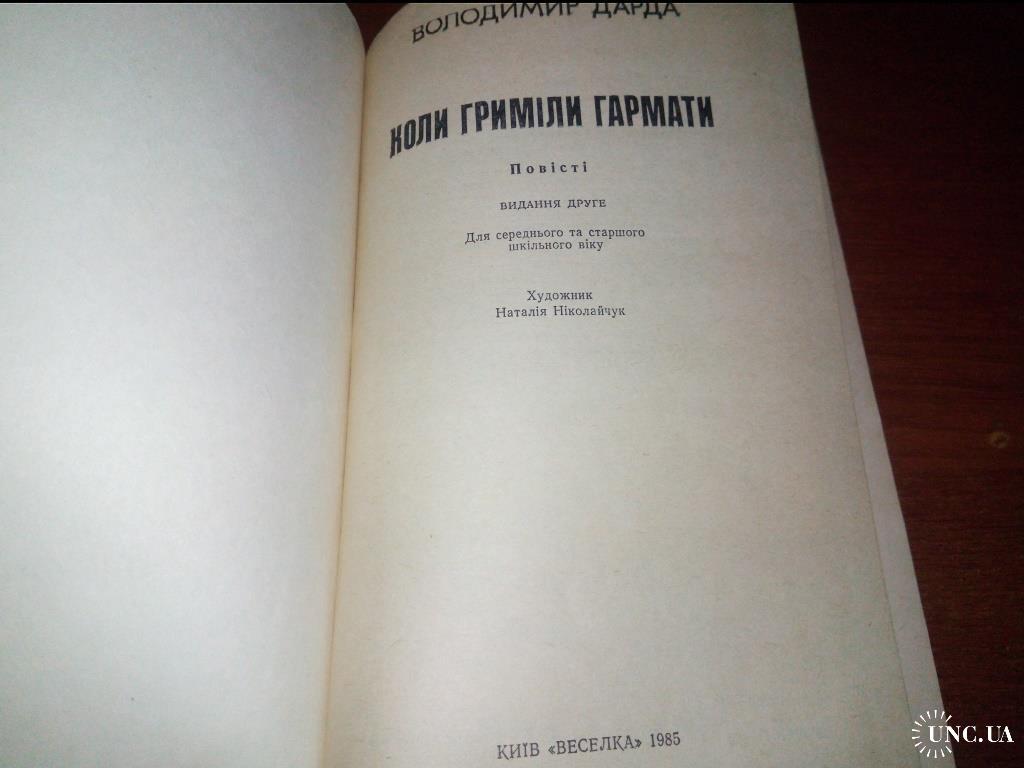 ВОЛОДИМИР ДАРДА
КОЛИ ГРИМІЛИ ГАРМАТИ
Повісті
ВИДАННЯ ДРУГЕ
Для середнього та старшого
шкільного віку
Художник
Наталія Ніколайчук
КИЇВ «ВЕСЕЛКА» 1985
UNC.UA